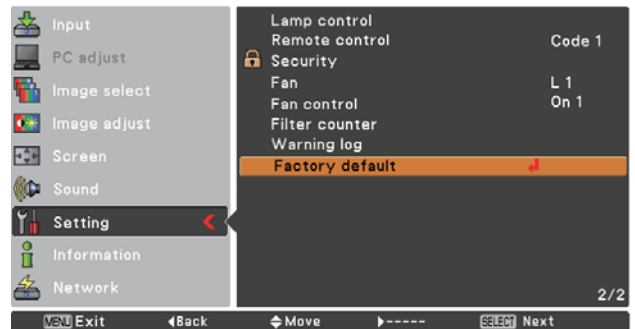 Input
PC adjust
Image select
Image adjust
Screen
Sound
Setting
Information
Network
Lamp control
Remote control Code 1
Security
Fan L 1
Fan control On 1
Filter counter
Warning log
Factory default
2/2
MENU Exit ◀Back Move ▶----- SELECT Next